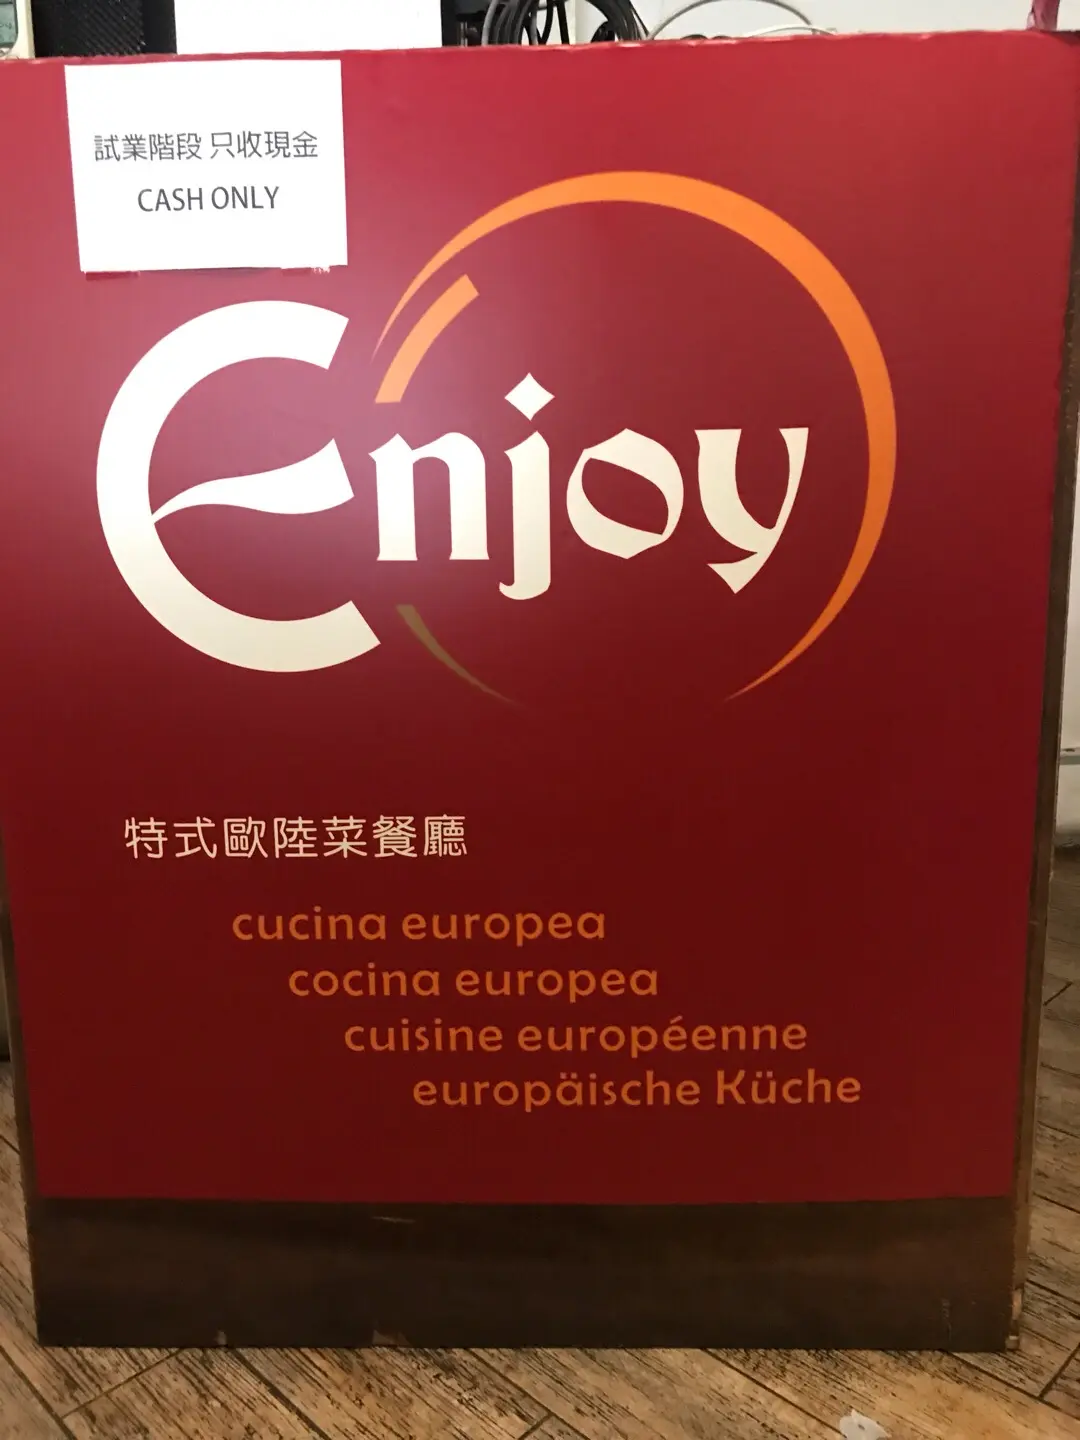 試業階段 只收現金
CASH ONLY
Enjoy
特式歐陸菜餐廳
cucina europea
cocina europea
cuisine européenne
europäische Küche